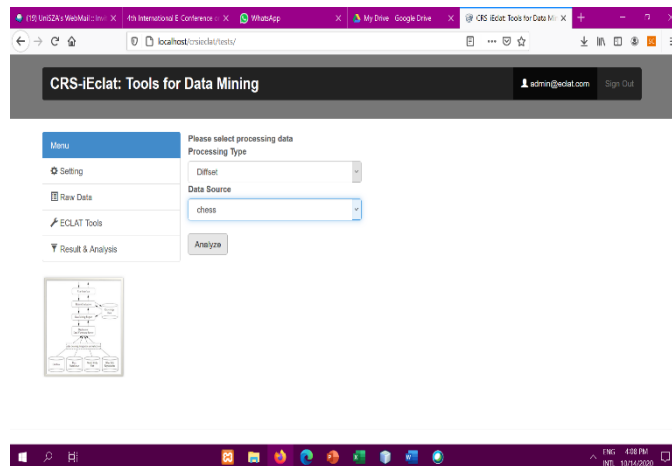 (19) UniSZA's WebMail :: Inv
4th International E-Conference o
WhatsApp
My Drive - Google Drive
CRS iEclat: Tools for Data Mi
localhost/crsieclat/tests/
CRS-iEclat: Tools for Data Mining
admin@eclat.com
Sign Out
Menu
Setting
Raw Data
ECLAT Tools
Result & Analysis
Please select processing data
Processing Type
Diffset
Data Source
chess
Analyze
ENG 4:08 PM
INTL 10/14/2020